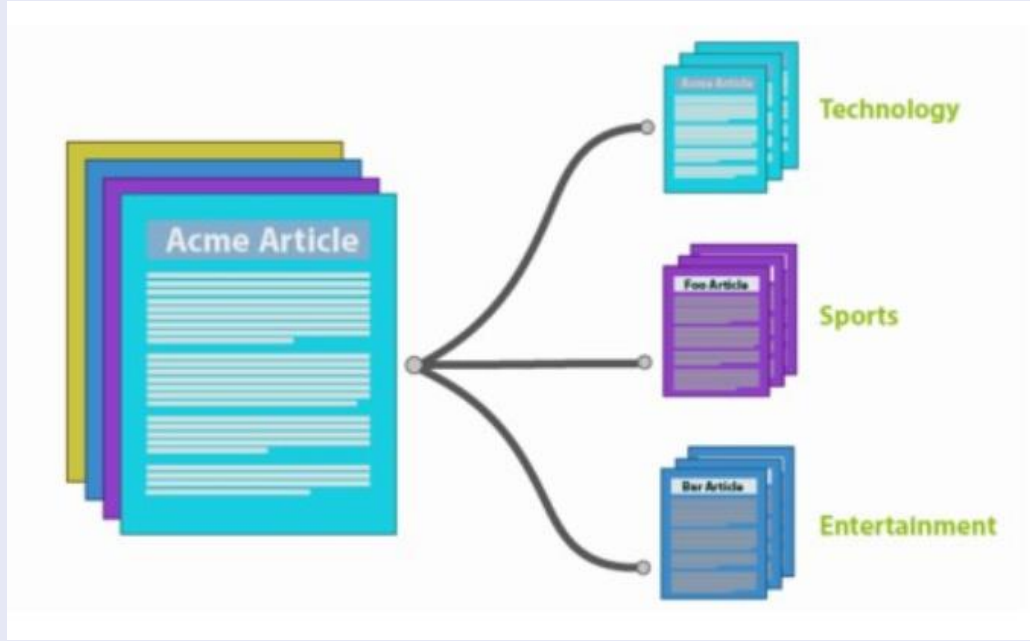 Acme Article
Acme Article
Technology
Foo Article
Sports
Bar Article
Entertainment